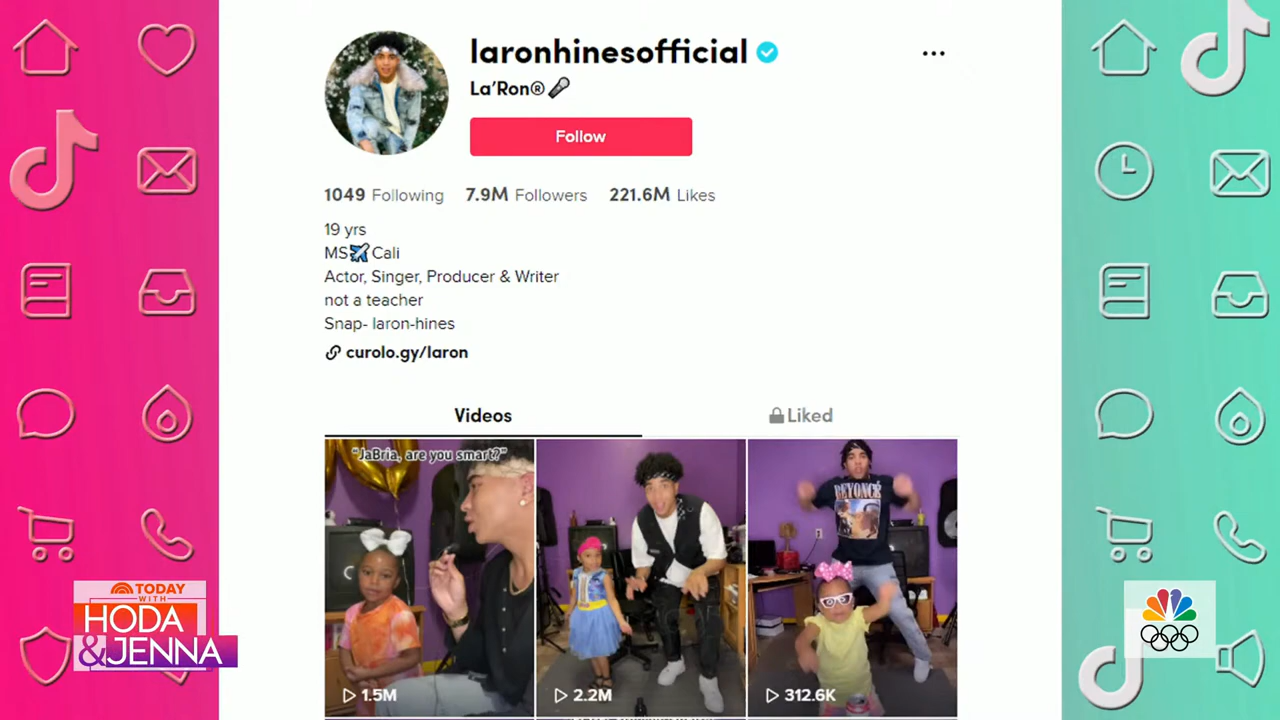 laronhinesofficial
La'Ron®🎤
Follow
1049 Following 7.9M Followers 221.6M Likes
19 yrs
MS✈️Cali
Actor, Singer, Producer & Writer
not a teacher
Snap- laron-hines
curolo.gy/laron
Videos Liked
"JaBria, are you smart?"
BEYONCÉ
1.5M 2.2M 312.6K
TODAY
WITH
HODA
&JENNA